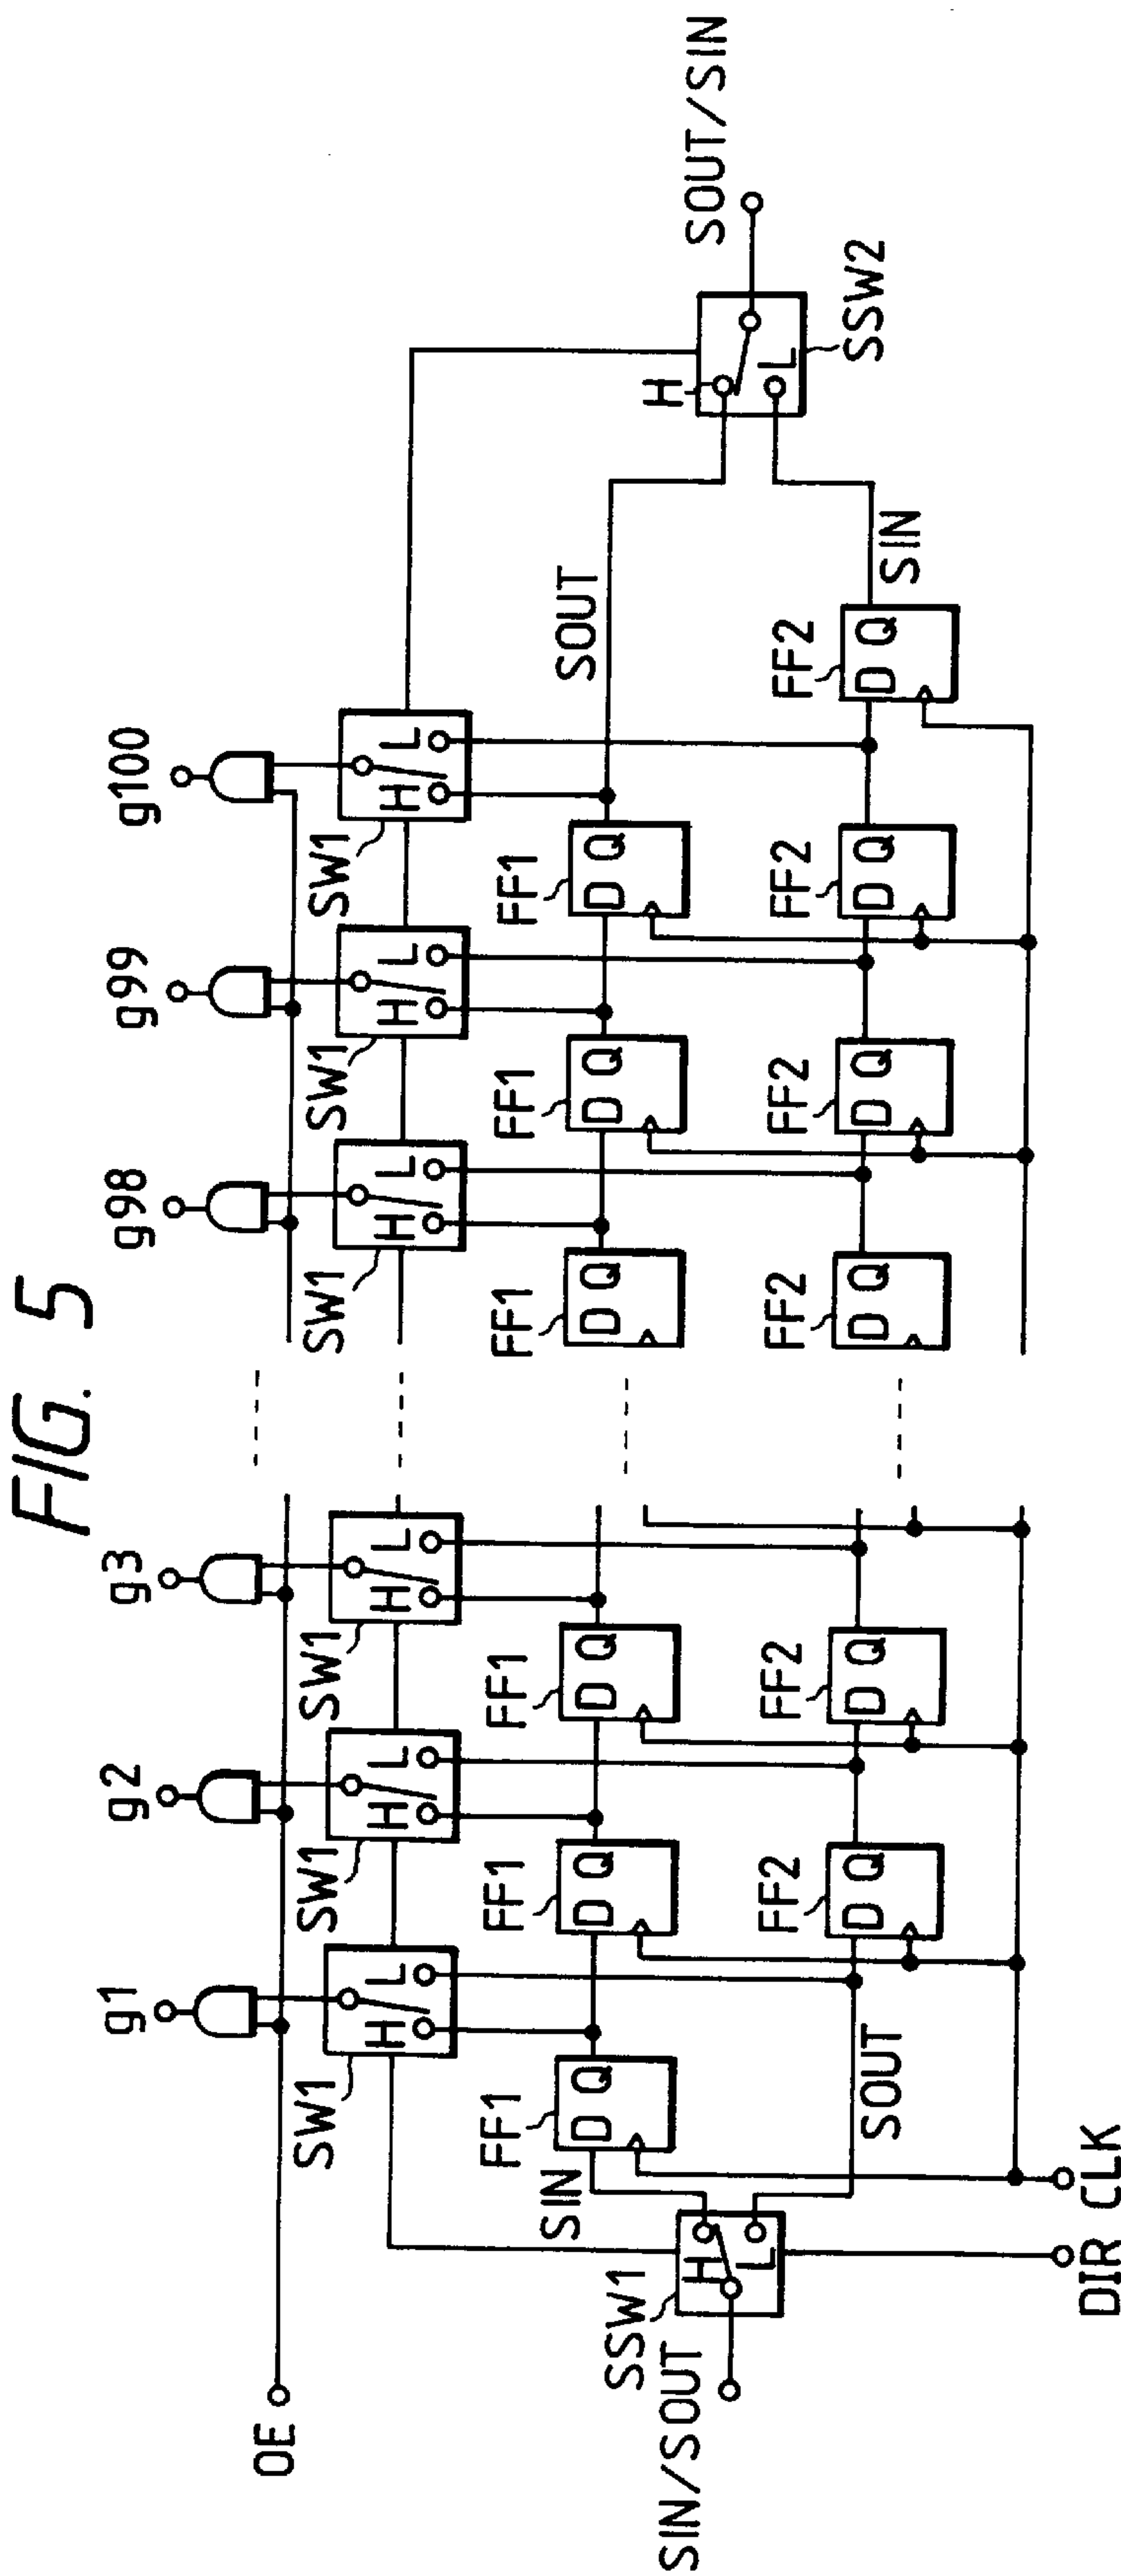 FIG. 5
g1 g2 g3 g98 g99 g100
OE
SW1 SW1 SW1 SW1 SW1 SW1
H L H L H L H L H L H L
SIN FF1 FF1 FF1 FF1 FF1 FF1 SOUT
D Q D Q D Q D Q D Q D Q
SIN/SOUT SSW1 H L
H L SSW2 SOUT/SIN
SOUT FF2 FF2 FF2 FF2 FF2 FF2 SIN
D Q D Q D Q D Q D Q D Q
DIR CLK